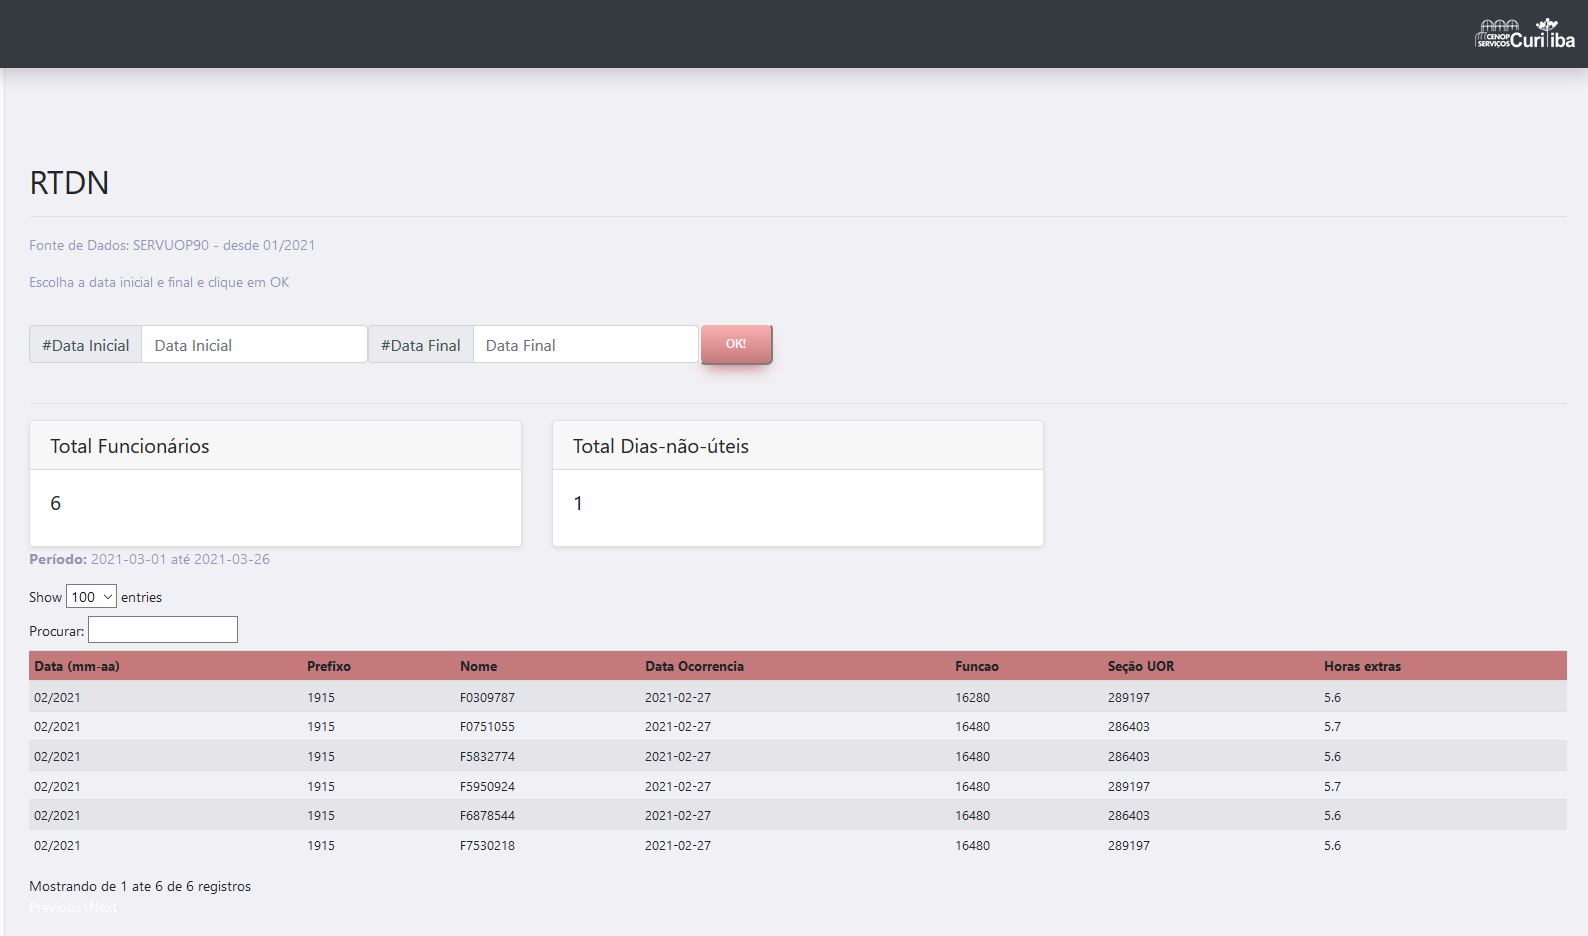 CENOP
SERVIÇOS Curitiba
RTDN
Fonte de Dados: SERVUOP90 - desde 01/2021
Escolha a data inicial e final e clique em OK
#Data Inicial Data Inicial #Data Final Data Final OK!
Total Funcionários Total Dias-não-úteis
6 1
Período: 2021-03-01 até 2021-03-26
Show 100 entries
Procurar:
Data (mm-aa) Prefixo Nome Data Ocorrencia Funcao Seção UOR Horas extras
02/2021 1915 F0309787 2021-02-27 16280 289197 5.6
02/2021 1915 F0751055 2021-02-27 16480 286403 5.7
02/2021 1915 F5832774 2021-02-27 16480 286403 5.6
02/2021 1915 F5950924 2021-02-27 16480 289197 5.7
02/2021 1915 F6878544 2021-02-27 16480 286403 5.6
02/2021 1915 F7530218 2021-02-27 16480 289197 5.6
Mostrando de 1 ate 6 de 6 registros
Previous1Next